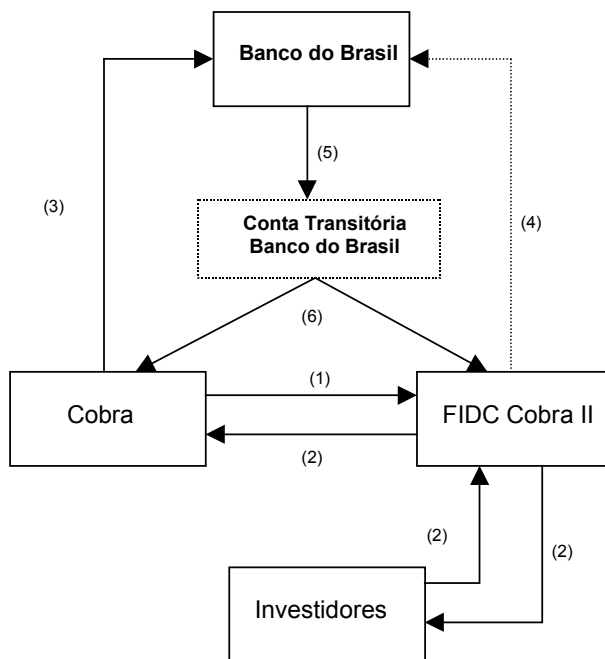 Banco do Brasil
(5)
(3)
Conta Transitória
Banco do Brasil
(4)
(6)
(1)
Cobra
FIDC Cobra II
(2)
(2)
(2)
Investidores